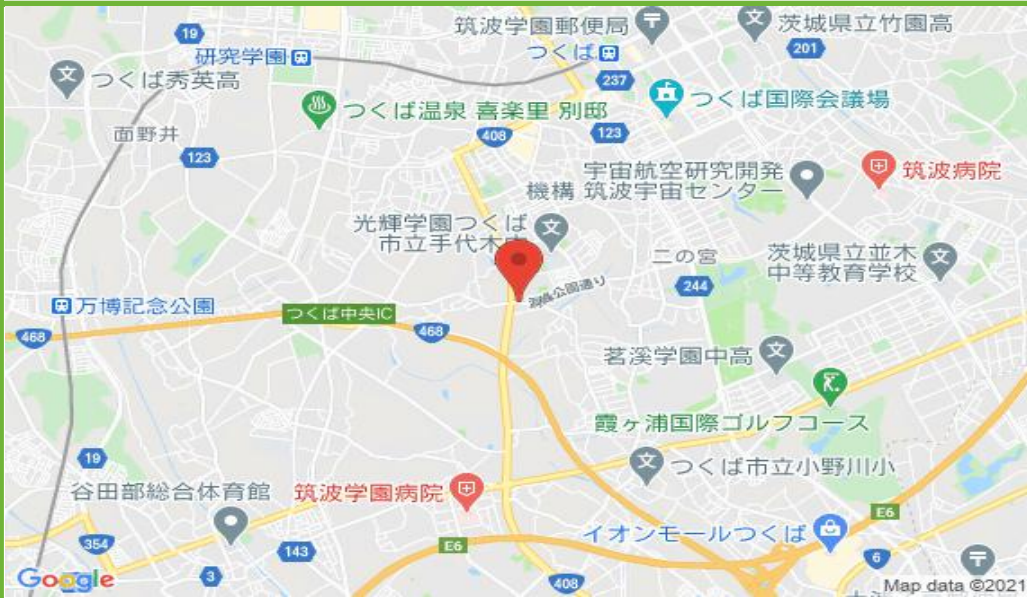 筑波学園郵便局
茨城県立竹園高
19
つくば
201
研究学園
237
つくば秀英高
つくば国際会議場
つくば温泉 喜楽里 別邸
面野井
408
123
123
宇宙航空研究開発
機構 筑波宇宙センター
筑波病院
光輝学園つくば
市立手代木中
二の宮
茨城県立並木
中等教育学校
洞峰公園通り
244
万博記念公園
つくば中央IC
468
468
茗溪学園中高
霞ヶ浦国際ゴルフコース
19
つくば市立小野川小
谷田部総合体育館
筑波学園病院
E6
イオンモールつくば
354
143
E6
6
3
408
Google
Map data ©2021